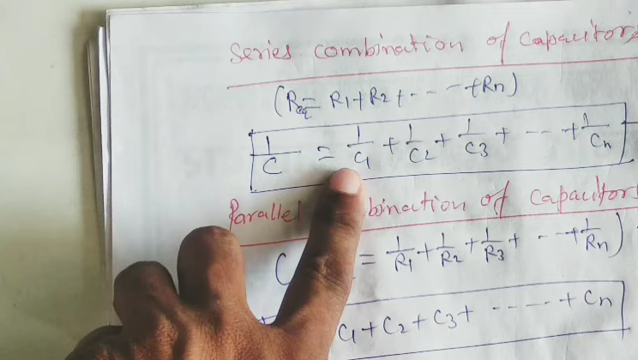 Series combination of Capacitors
(Req = R1 + R2 + - - - + Rn)
1/C = 1/C1 + 1/C2 + 1/C3 + - - + 1/Cn
Parallel bination of Capacitors
( = 1/R1 + 1/R2 + 1/R3 + - - + 1/Rn)
C1 + C2 + C3 + - - - - - + Cn